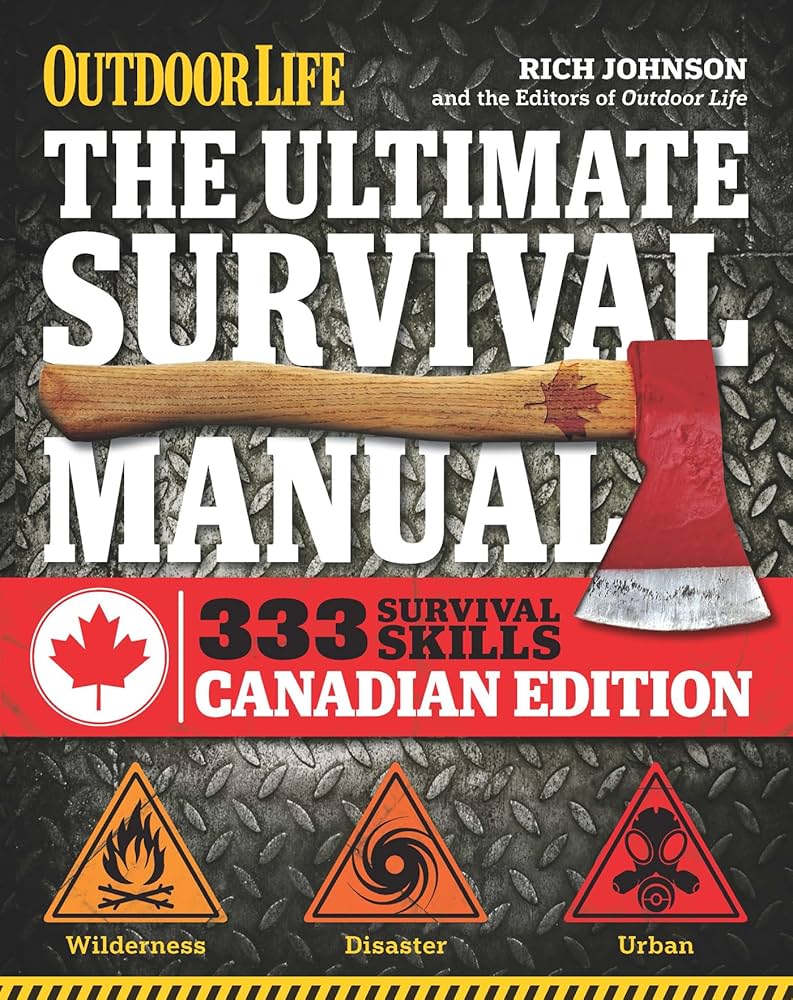 OUTDOOR LIFE
RICH JOHNSON
and the Editors of Outdoor Life
THE ULTIMATE
SURVIVAL
MANUAL
333 SURVIVAL SKILLS
CANADIAN EDITION
Wilderness
Disaster
Urban